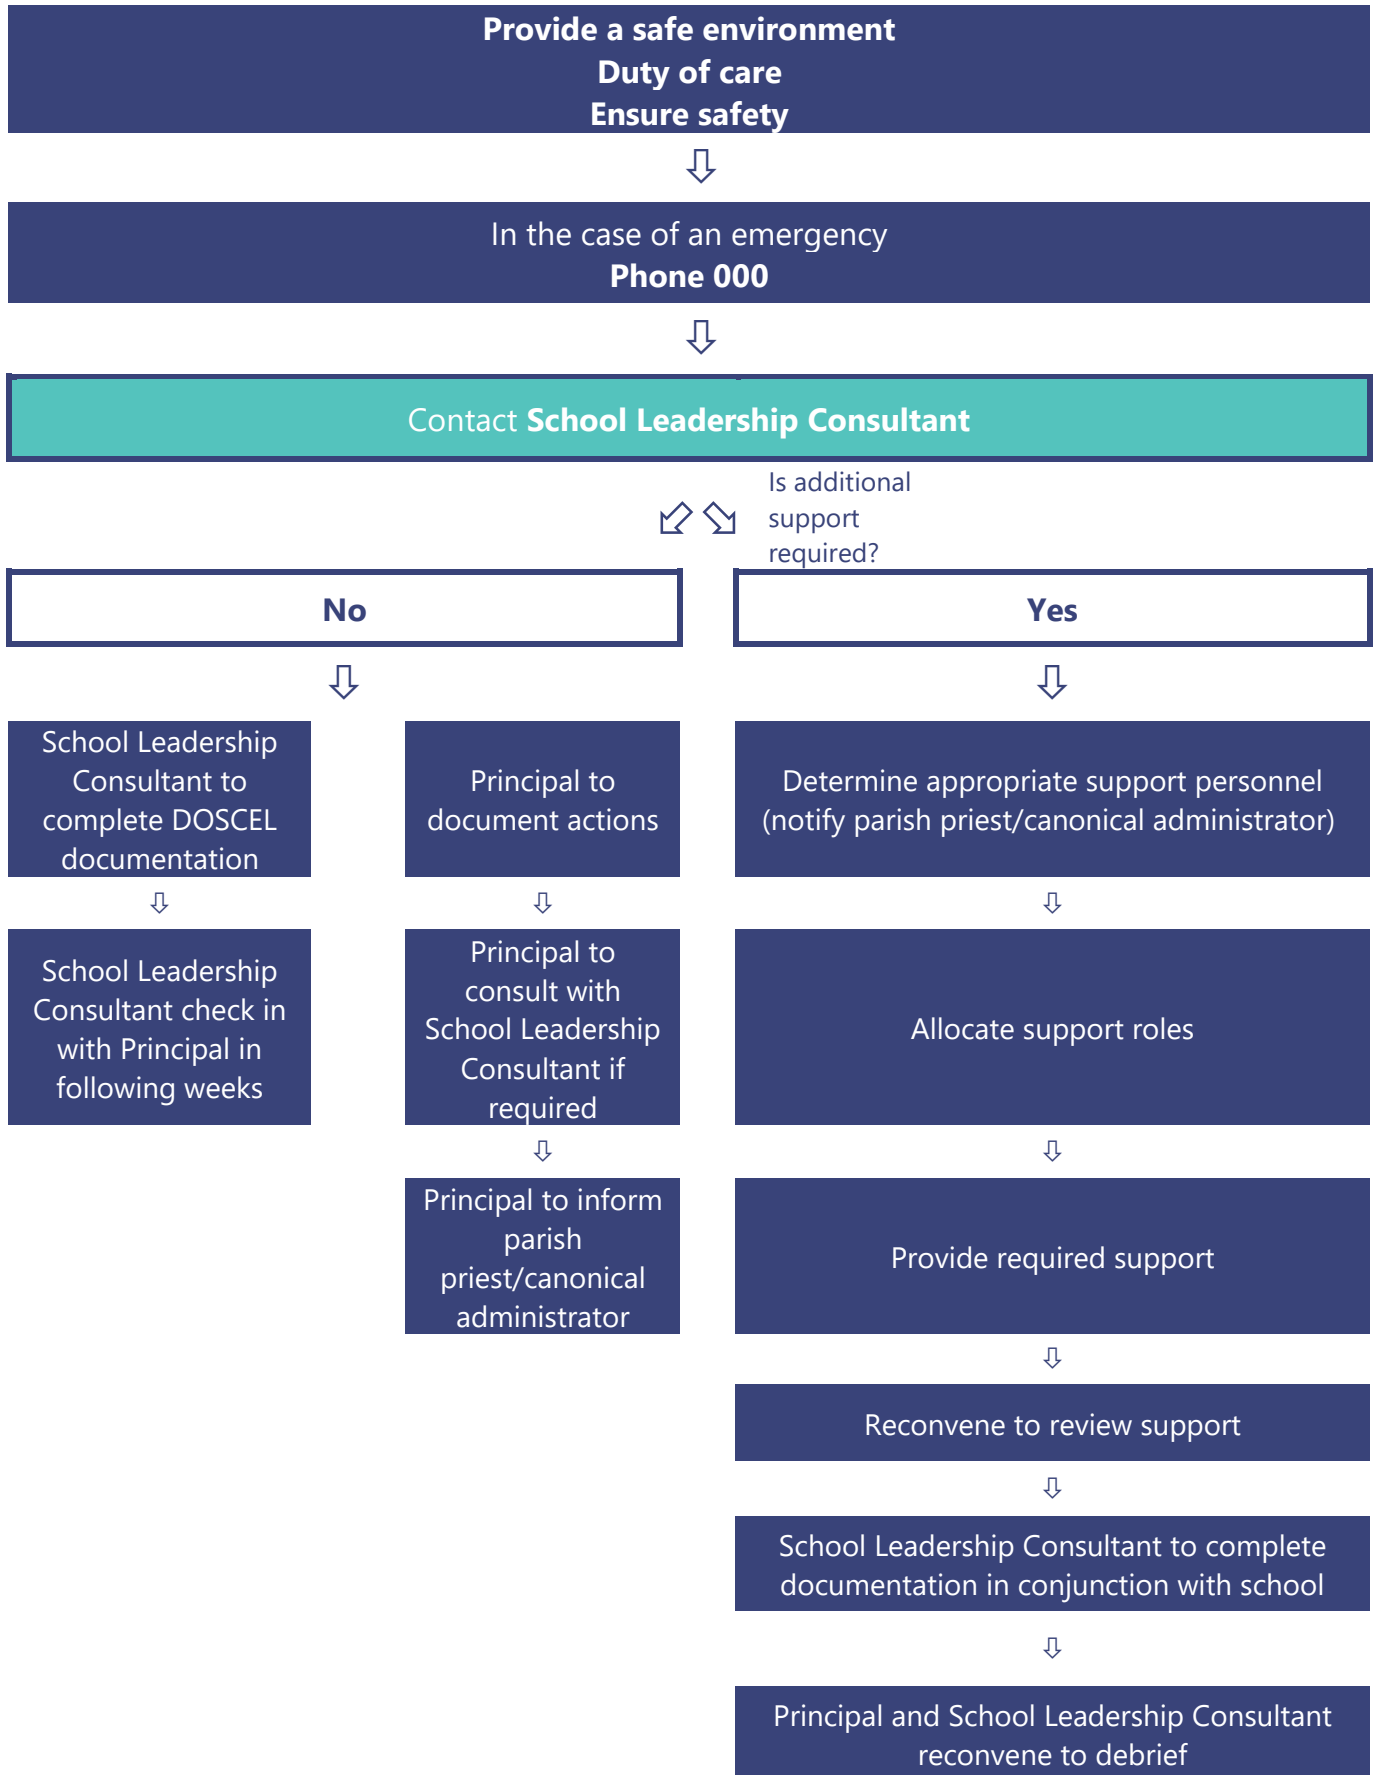 Provide a safe environment
Duty of care
Ensure safety
In the case of an emergency
Phone 000
Contact School Leadership Consultant
Is additional
support
required?
No
Yes
School Leadership
Consultant to
complete DOSCEL
documentation
Principal to
document actions
Determine appropriate support personnel
(notify parish priest/canonical administrator)
School Leadership
Consultant check in
with Principal in
following weeks
Principal to
consult with
School Leadership
Consultant if
required
Allocate support roles
Principal to inform
parish
priest/canonical
administrator
Provide required support
Reconvene to review support
School Leadership Consultant to complete
documentation in conjunction with school
Principal and School Leadership Consultant
reconvene to debrief